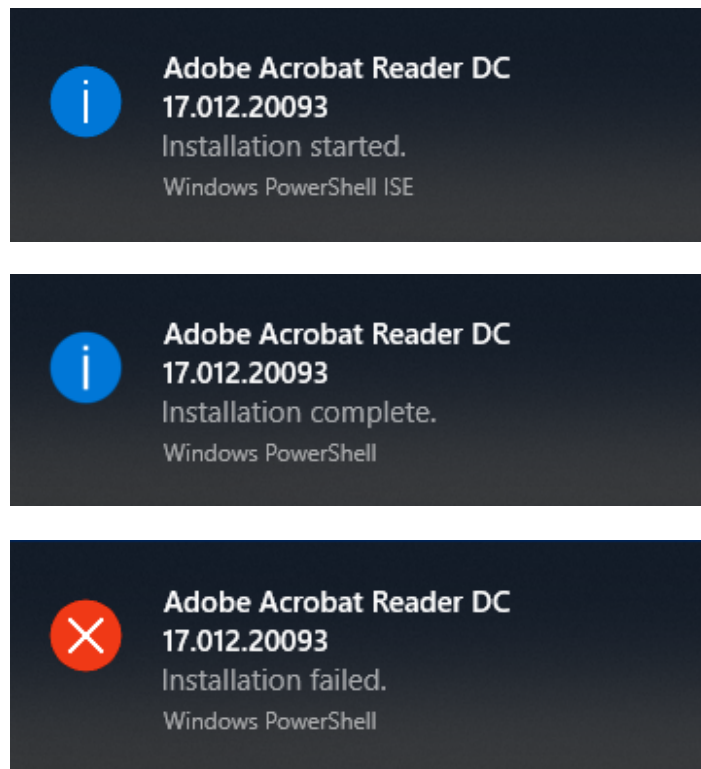 Adobe Acrobat Reader DC
17.012.20093
Installation started.
Windows PowerShell ISE
Adobe Acrobat Reader DC
17.012.20093
Installation complete.
Windows PowerShell
Adobe Acrobat Reader DC
17.012.20093
Installation failed.
Windows PowerShell